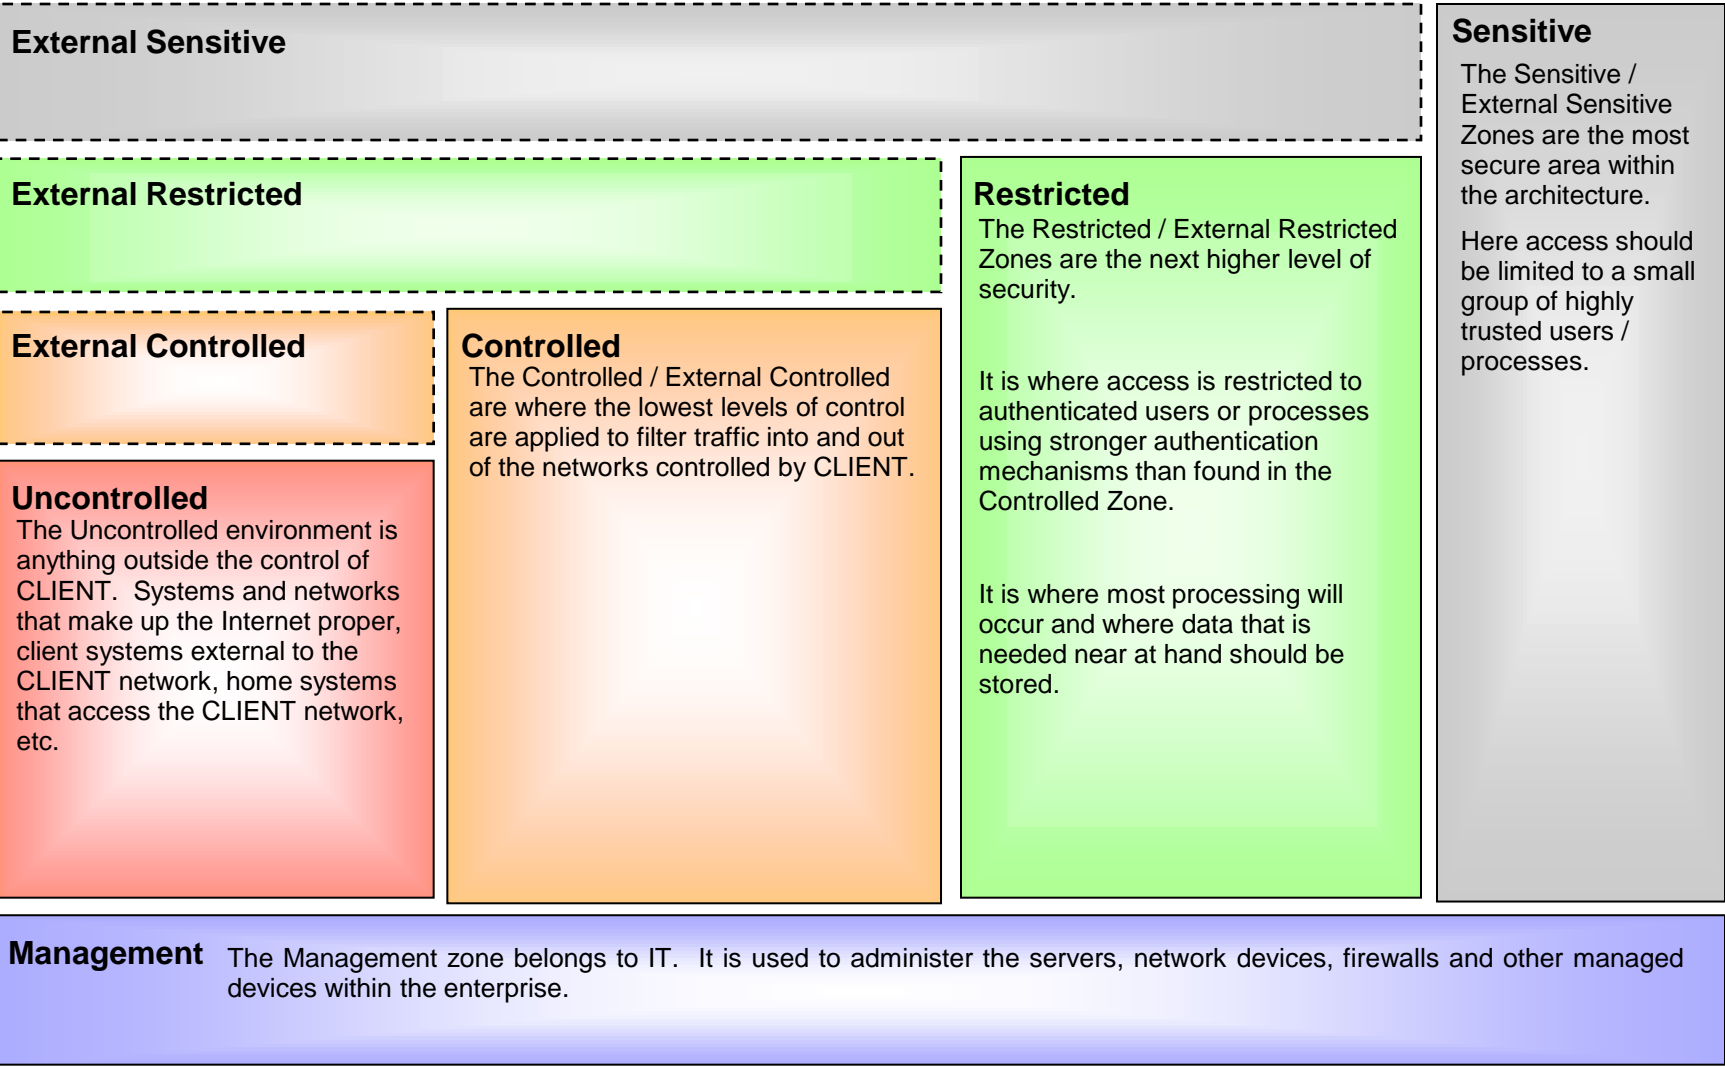 External Sensitive
External Restricted
External Controlled
Uncontrolled
The Uncontrolled environment is
anything outside the control of
CLIENT.  Systems and networks
that make up the Internet proper,
client systems external to the
CLIENT network, home systems
that access the CLIENT network,
etc.
Controlled
The Controlled / External Controlled
are where the lowest levels of control
are applied to filter traffic into and out
of the networks controlled by CLIENT.
Restricted
The Restricted / External Restricted
Zones are the next higher level of
security.
It is where access is restricted to
authenticated users or processes
using stronger authentication
mechanisms than found in the
Controlled Zone.
It is where most processing will
occur and where data that is
needed near at hand should be
stored.
Sensitive
The Sensitive /
External Sensitive
Zones are the most
secure area within
the architecture.
Here access should
be limited to a small
group of highly
trusted users /
processes.
Management
The Management zone belongs to IT.  It is used to administer the servers, network devices, firewalls and other managed
devices within the enterprise.